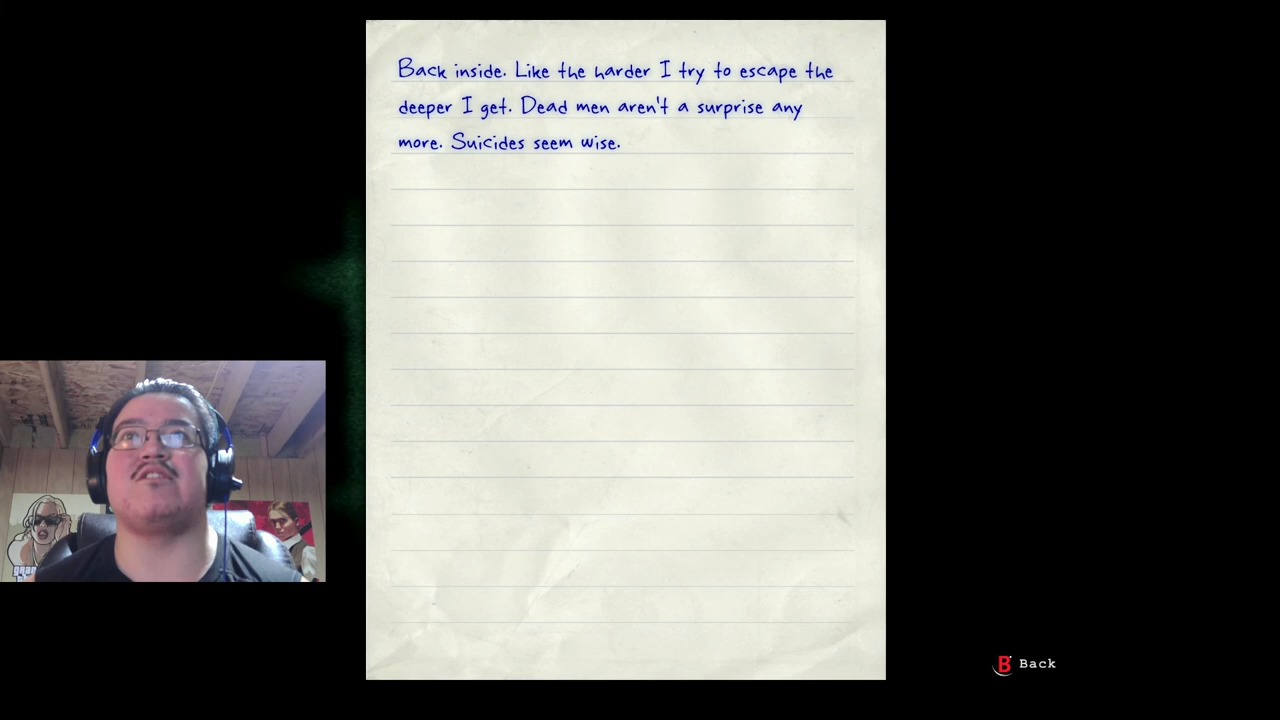 Back inside. Like the harder I try to escape the
deeper I get. Dead men aren't a surprise any
more. Suicides seem wise.
B Back